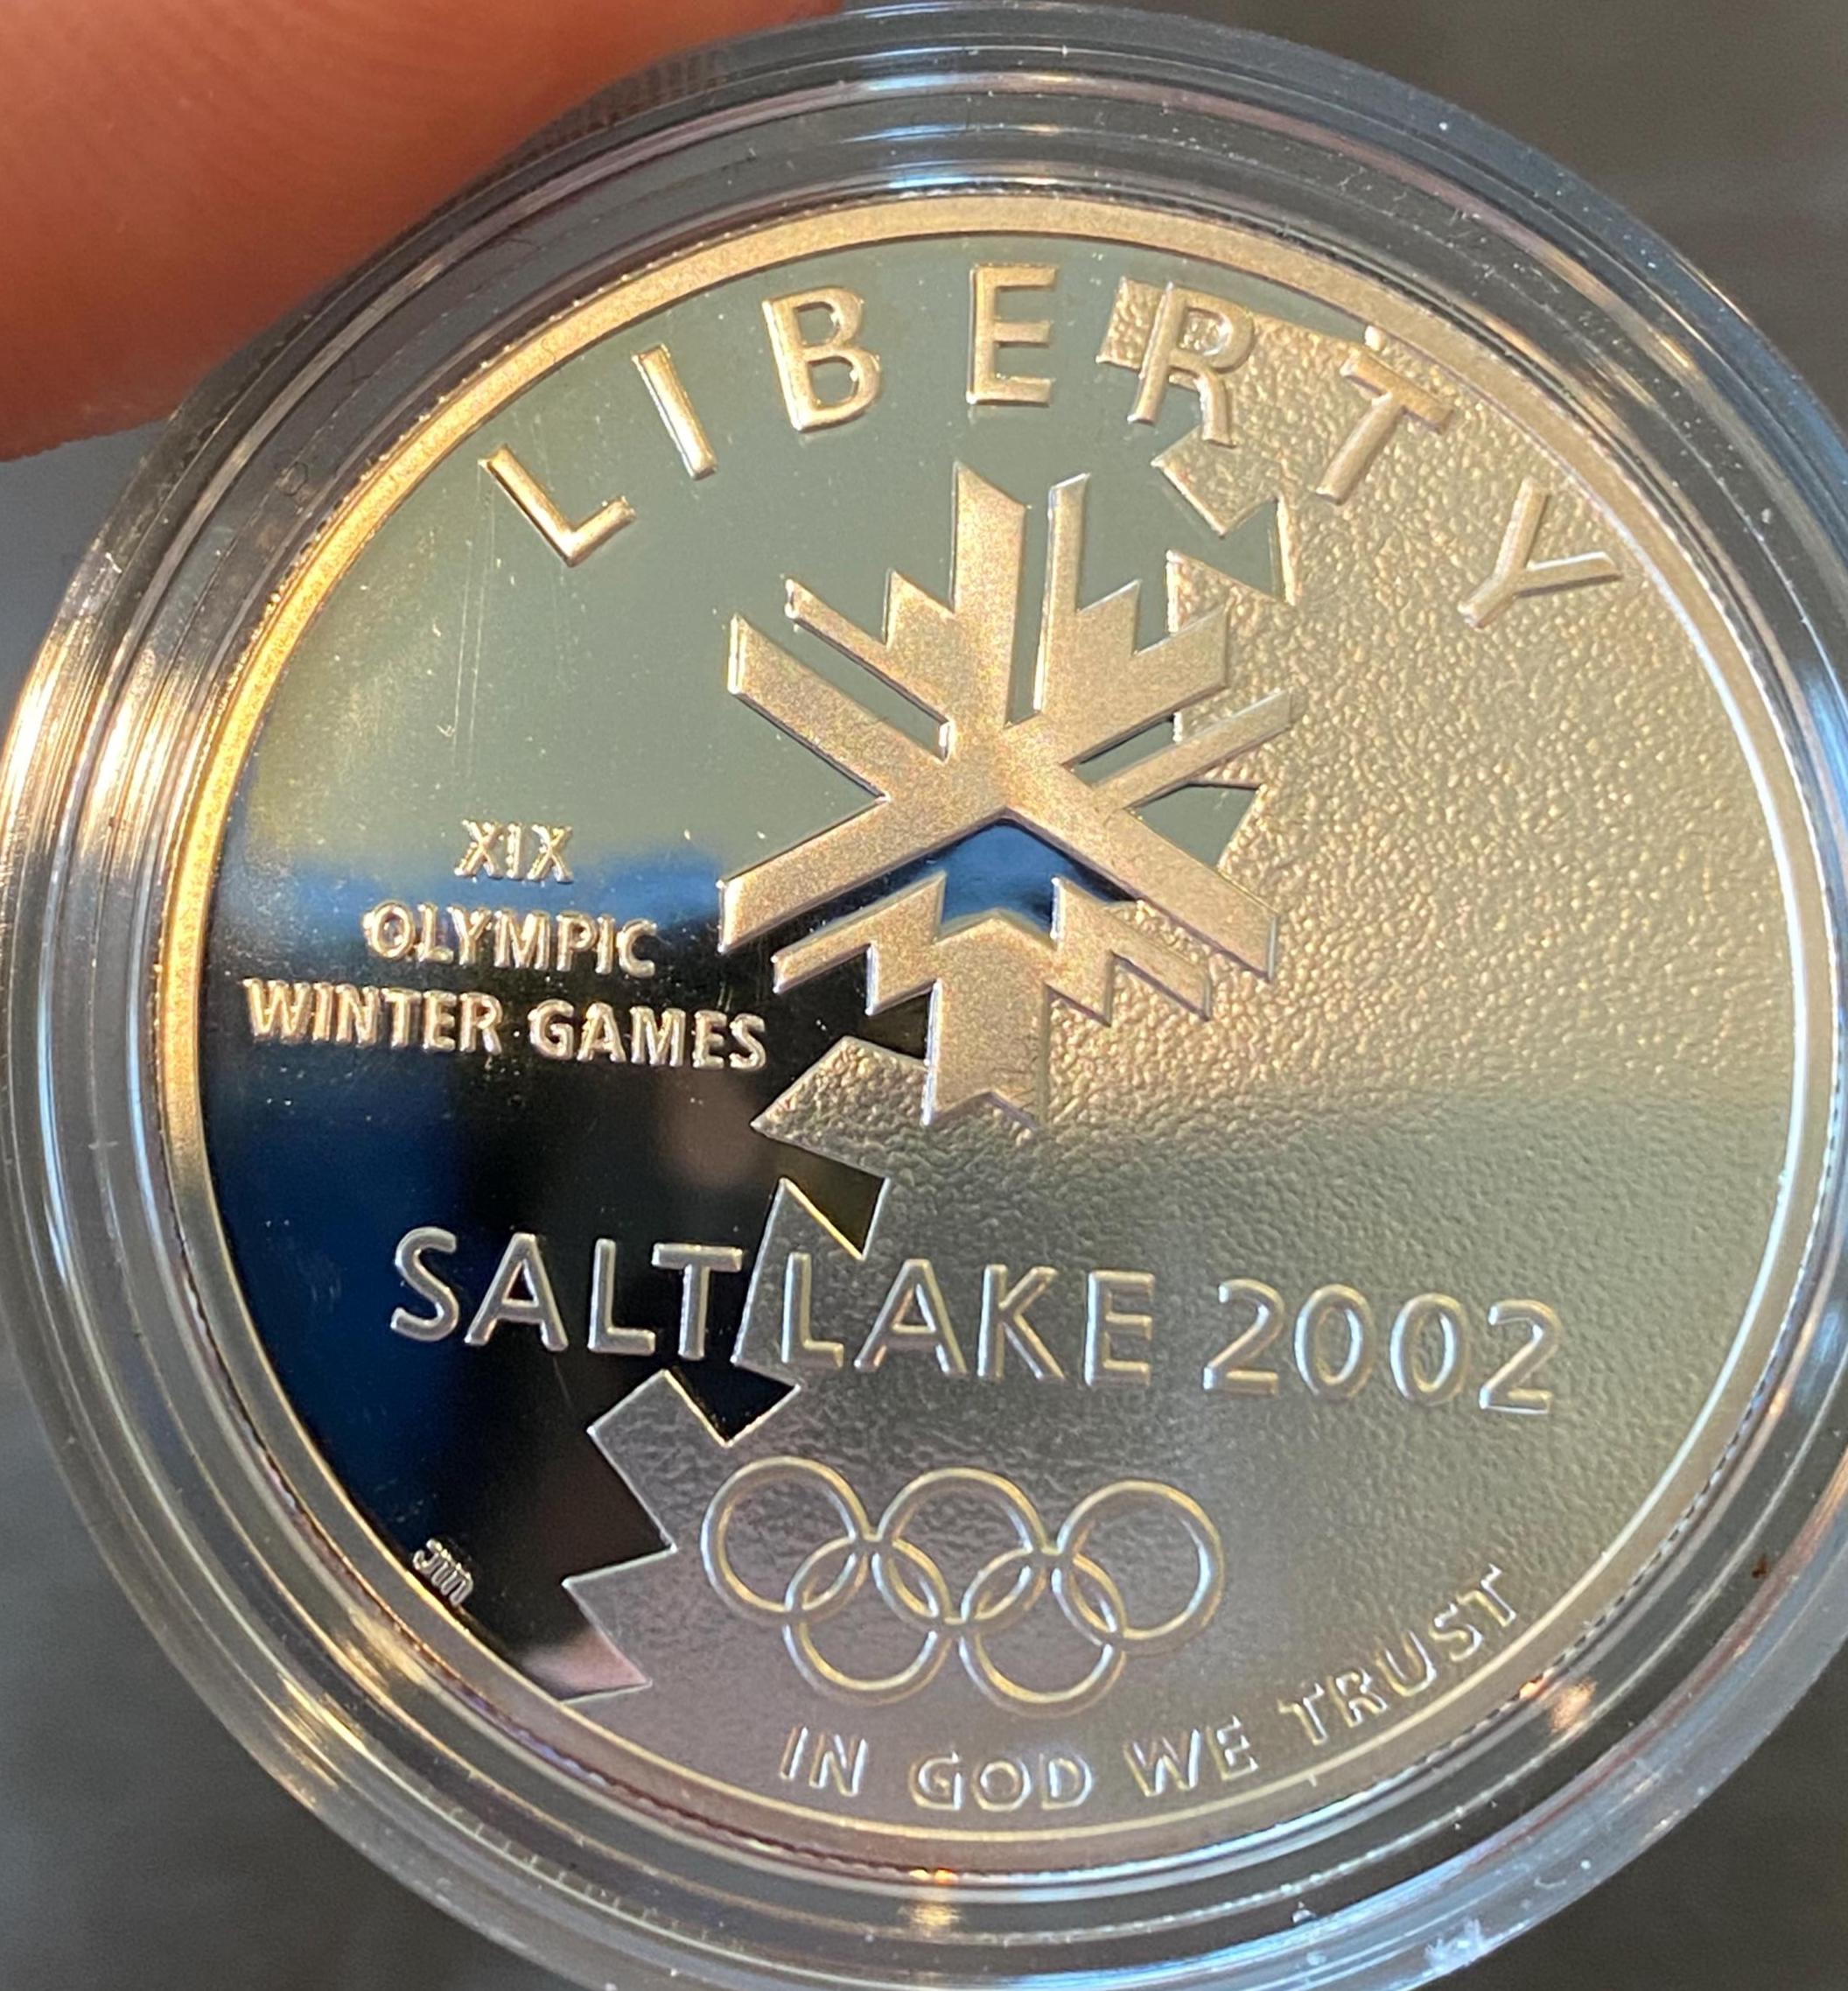 LIBERTY
XIX
OLYMPIC
WINTER GAMES
SALT LAKE 2002
IN GOD WE TRUST